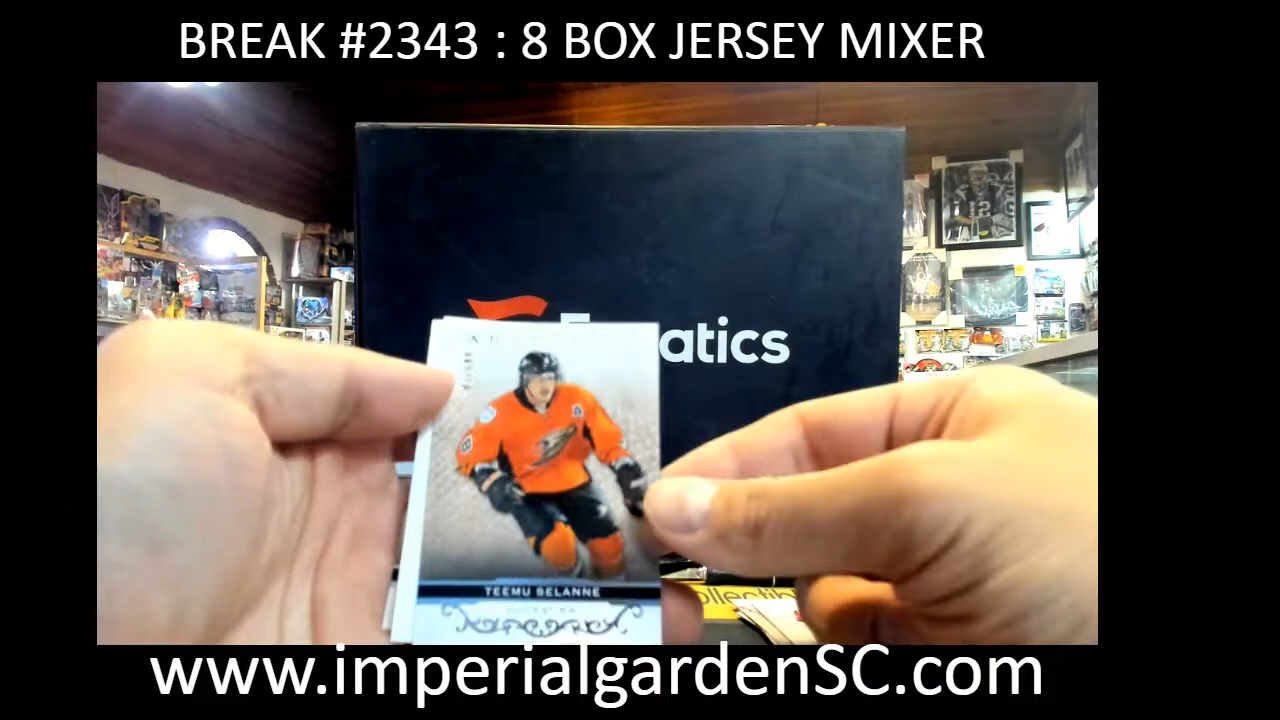 BREAK #2343 : 8 BOX JERSEY MIXER
atics
TEEMU SELANNE
www.imperialgardenSC.com